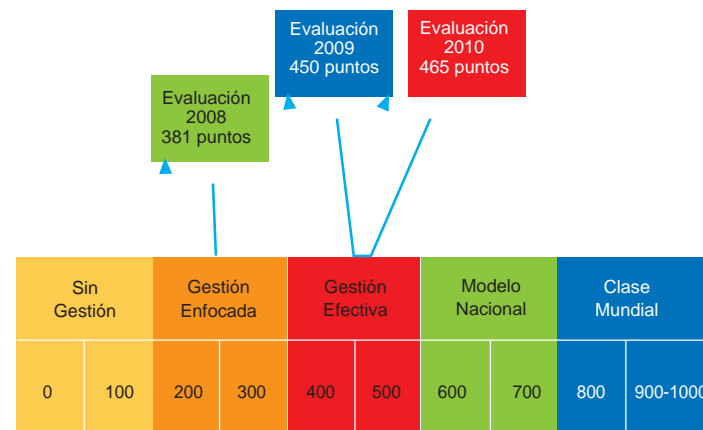 Evaluación
2009
450 puntos
Evaluación
2010
465 puntos
Evaluación
2008
381 puntos
Sin
Gestión
Gestión
Enfocada
Gestión
Efectiva
Modelo
Nacional
Clase
Mundial
0 100 200 300 400 500 600 700 800 900-1000